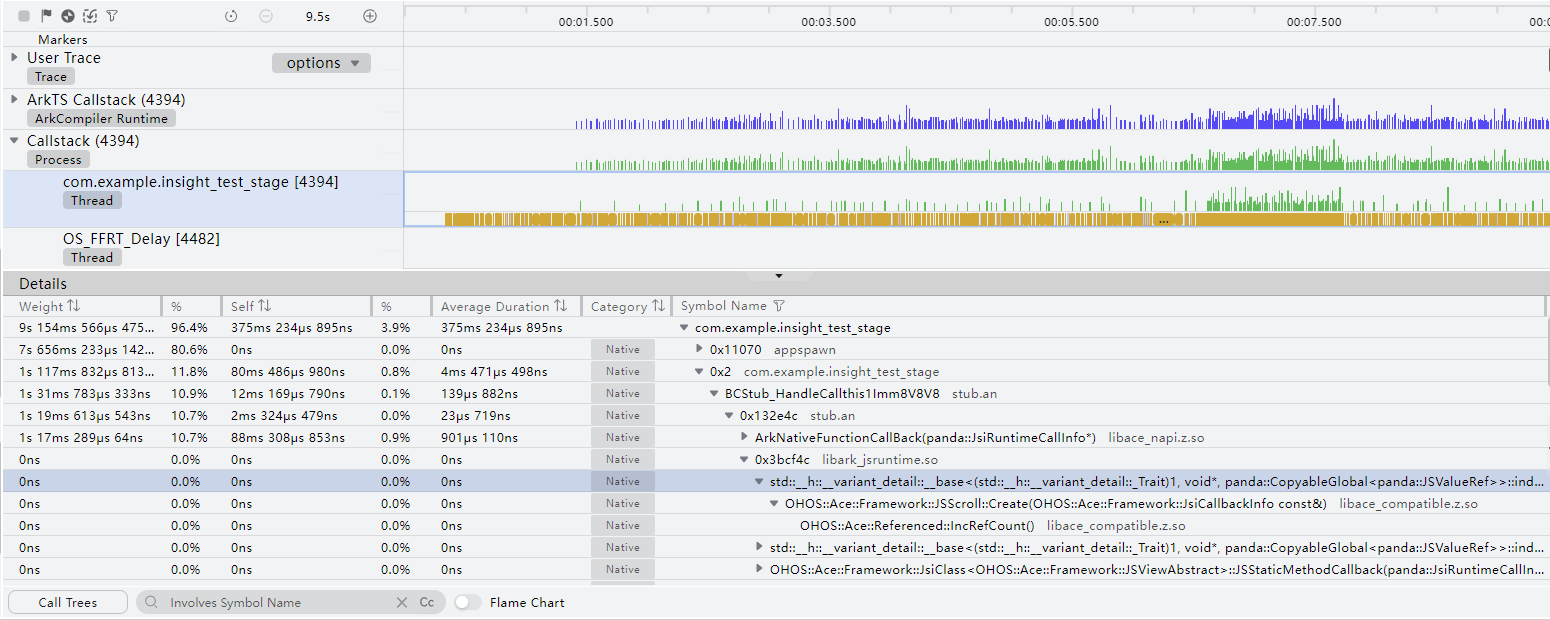 9.5s 00:01.500 00:03.500 00:05.500 00:07.500 00:0
Markers
User Trace options
Trace
ArkTS Callstack (4394)
ArkCompiler Runtime
Callstack (4394)
Process
com.example.insight_test_stage [4394]
Thread
...
OS_FFRT_Delay [4482]
Thread
Details
Weight % Self % Average Duration Category Symbol Name
9s 154ms 566μs 475... 96.4% 375ms 234μs 895ns 3.9% 375ms 234μs 895ns com.example.insight_test_stage
7s 656ms 233μs 142... 80.6% 0ns 0.0% 0ns Native 0x11070 appspawn
1s 117ms 832μs 813... 11.8% 80ms 486μs 980ns 0.8% 4ms 471μs 498ns Native 0x2 com.example.insight_test_stage
1s 31ms 783μs 333ns 10.9% 12ms 169μs 790ns 0.1% 139μs 882ns Native BCStub_HandleCallthis1Imm8V8V8 stub.an
1s 19ms 613μs 543ns 10.7% 2ms 324μs 479ns 0.0% 23μs 719ns Native 0x132e4c stub.an
1s 17ms 289μs 64ns 10.7% 88ms 308μs 853ns 0.9% 901μs 110ns Native ArkNativeFunctionCallBack(panda::JsiRuntimeCallInfo*) libace_napi.z.so
0ns 0.0% 0ns 0.0% 0ns Native 0x3bcf4c libark_jsruntime.so
0ns 0.0% 0ns 0.0% 0ns Native std::__h::__variant_detail::__base<(std::__h::__variant_detail::_Trait)1, void*, panda::CopyableGlobal<panda::JSValueRef>>::ind...
0ns 0.0% 0ns 0.0% 0ns Native OHOS::Ace::Framework::JSScroll::Create(OHOS::Ace::Framework::JsiCallbackInfo const&) libace_compatible.z.so
0ns 0.0% 0ns 0.0% 0ns Native OHOS::Ace::Referenced::IncRefCount() libace_compatible.z.so
0ns 0.0% 0ns 0.0% 0ns Native std::__h::__variant_detail::__base<(std::__h::__variant_detail::_Trait)1, void*, panda::CopyableGlobal<panda::JSValueRef>>::ind...
0ns 0.0% 0ns 0.0% 0ns Native OHOS::Ace::Framework::JsiClass<OHOS::Ace::Framework::JSViewAbstract>::JSStaticMethodCallback(panda::JsiRuntimeCallIn...
Call Trees Involves Symbol Name Cc Flame Chart